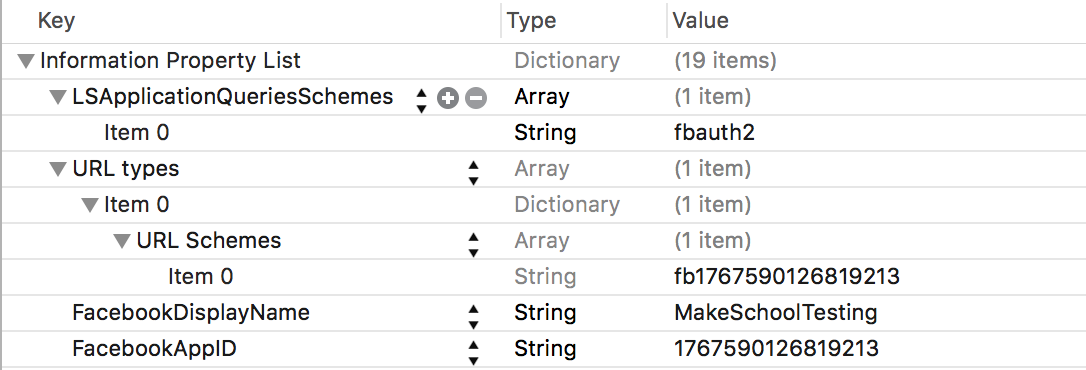 Key Type Value
Information Property List Dictionary (19 items)
LSApplicationQueriesSchemes Array (1 item)
Item 0 String fbauth2
URL types Array (1 item)
Item 0 Dictionary (1 item)
URL Schemes Array (1 item)
Item 0 String fb1767590126819213
FacebookDisplayName String MakeSchoolTesting
FacebookAppID String 1767590126819213